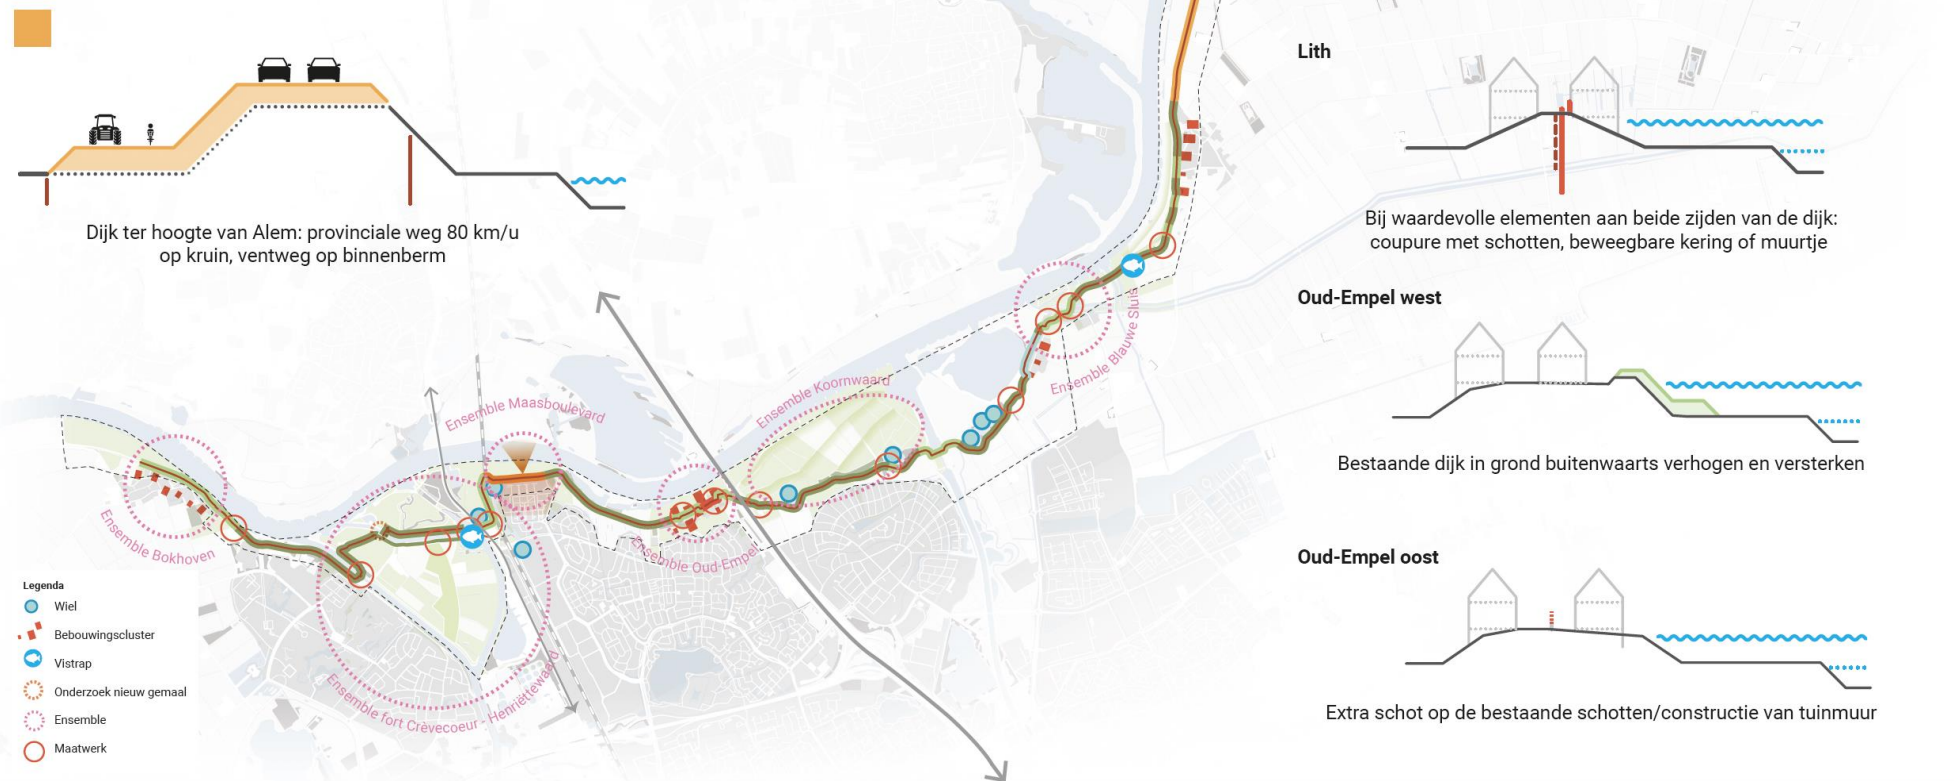 Dijk ter hoogte van Alem: provinciale weg 80 km/u
op kruin, ventweg op binnenberm
Lith
Bij waardevolle elementen aan beide zijden van de dijk:
coupure met schotten, beweegbare kering of muurtje
Oud-Empel west
Bestaande dijk in grond buitenwaarts verhogen en versterken
Oud-Empel oost
Extra schot op de bestaande schotten/constructie van tuinmuur
Ensemble Bokhoven
Ensemble fort Crèvecoeur - Henriëttewaard
Ensemble Maasboulevard
Ensemble Oud-Empel
Ensemble Koornwaard
Ensemble Blauwe Sluis
Legenda
Wiel
Bebouwingscluster
Vistrap
Onderzoek nieuw gemaal
Ensemble
Maatwerk